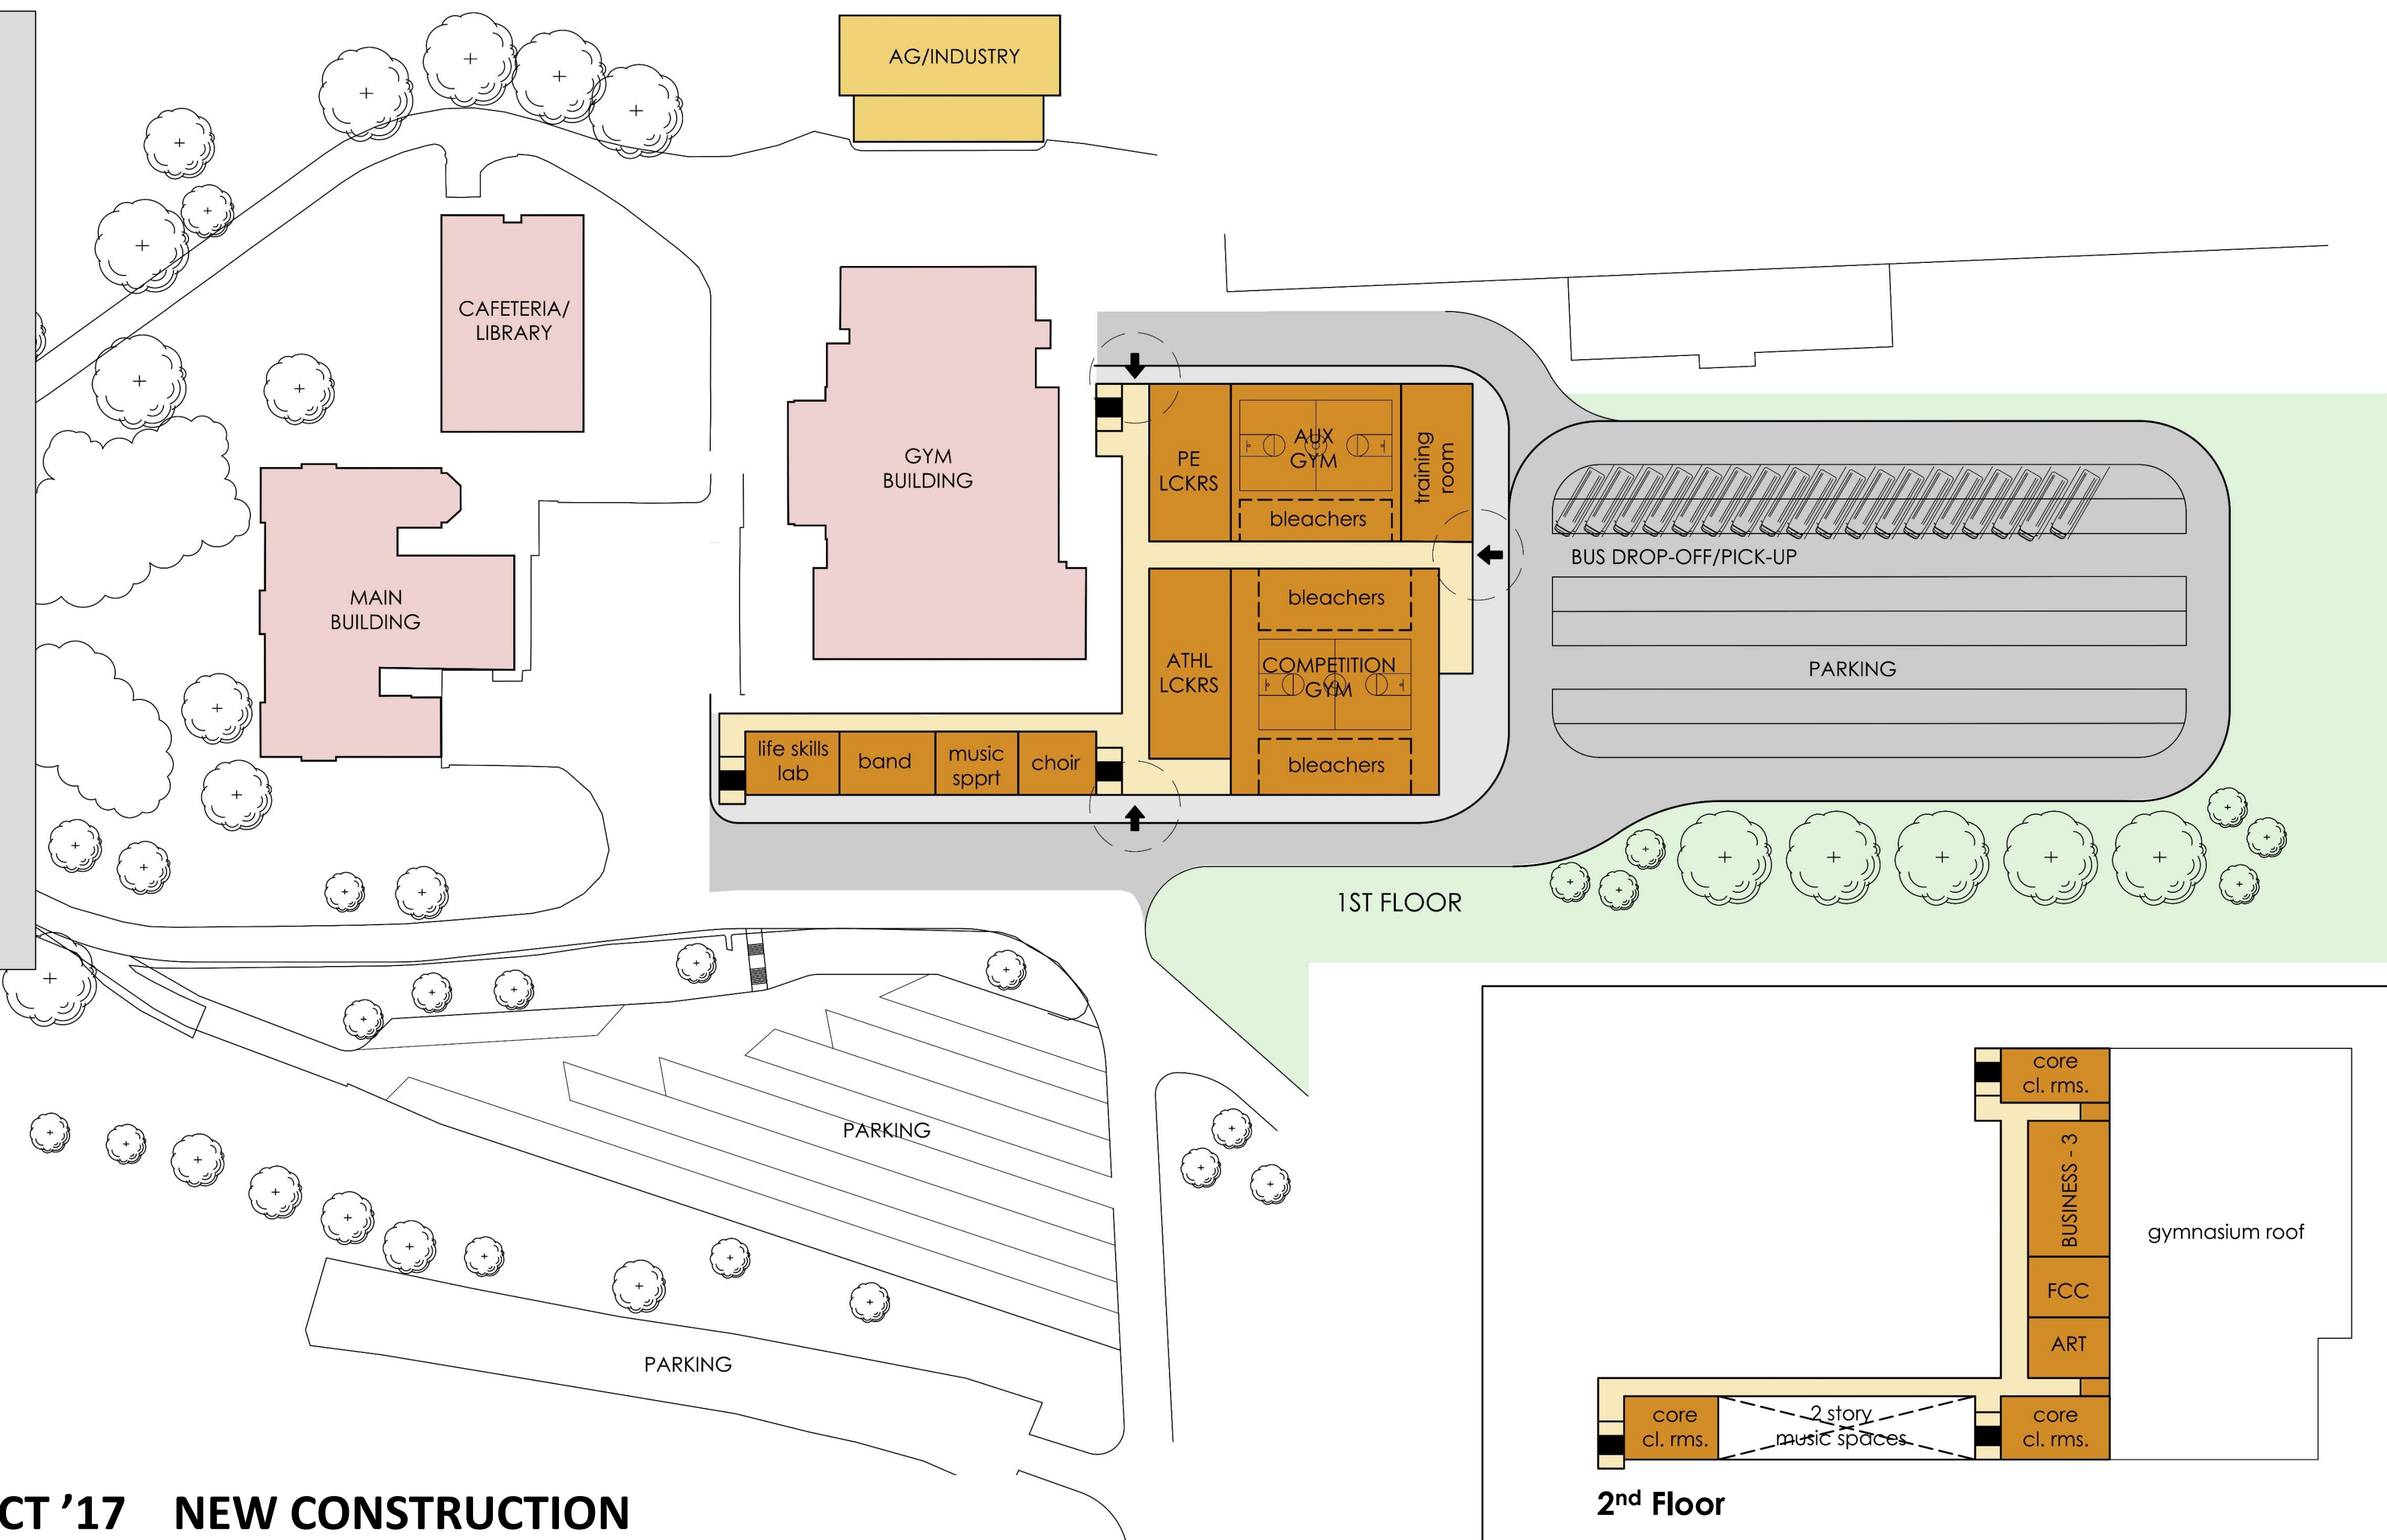 AG/INDUSTRY
CAFETERIA/
LIBRARY
GYM
BUILDING
MAIN
BUILDING
PE
LCKRS
AUX
GYM
bleachers
training
room
ATHL
LCKRS
bleachers
COMPETITION
GYM
bleachers
life skills
lab
band
music
spprt
choir
BUS DROP-OFF/PICK-UP
PARKING
1ST FLOOR
PARKING
PARKING
core
cl. rms.
BUSINESS - 3
FCC
ART
gymnasium roof
core
cl. rms.
2 story
music spaces
core
cl. rms.
2nd Floor
CT ’17 NEW CONSTRUCTION